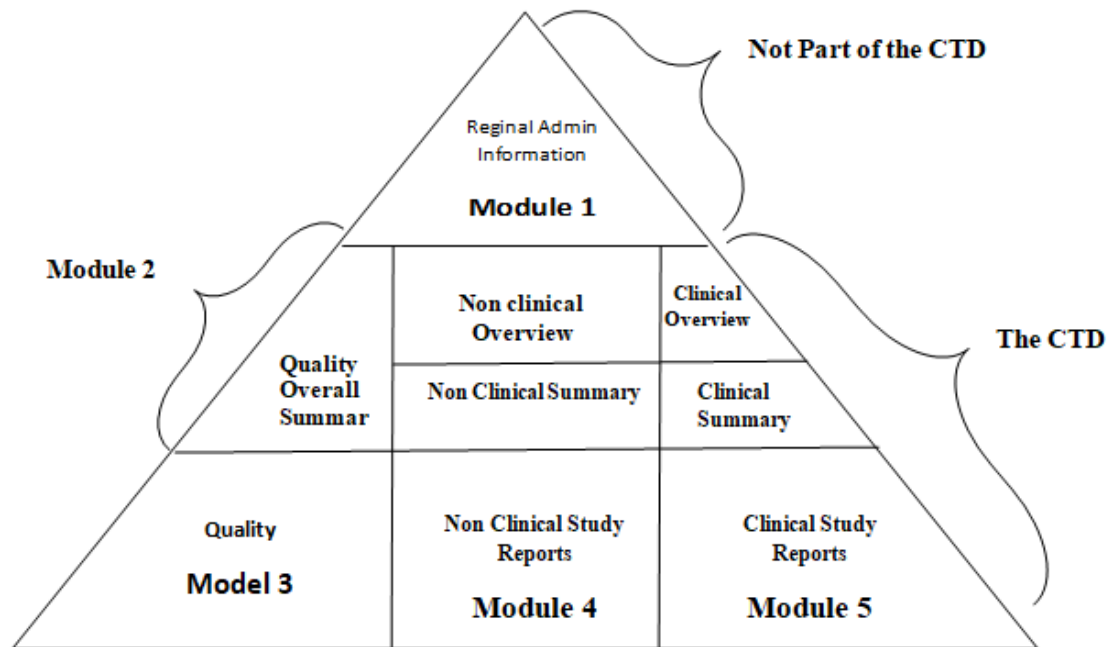 Not Part of the CTD
Reginal Admin
Information
Module 1
Module 2
Non clinical
Overview
Clinical
Overview
The CTD
Quality
Overall
Summar
Non Clinical Summary
Clinical
Summary
Quality
Model 3
Non Clinical Study
Reports
Module 4
Clinical Study
Reports
Module 5